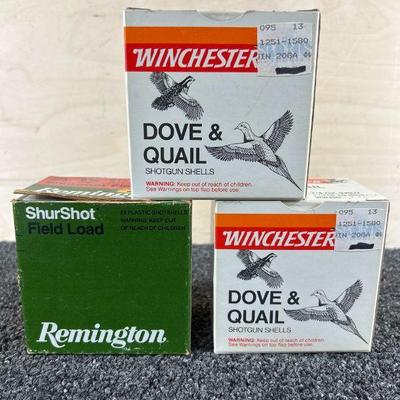 WINCHESTER
095 13
1251-1580
20GA
DOVE &
QUAIL
SHOTGUN SHELLS
WARNING: Keep out of reach of children.
See Warnings on top flap before use.
ShurShot
Field Load
25 PLASTIC SHOTSHELLS
WARNING: KEEP OUT
OF REACH OF CHILDREN
Remington
WINCHESTER
095 13
1251-1580
20GA
DOVE &
QUAIL
SHOTGUN SHELLS
WARNING: Keep out of reach of children.
See Warnings on top flap before use.